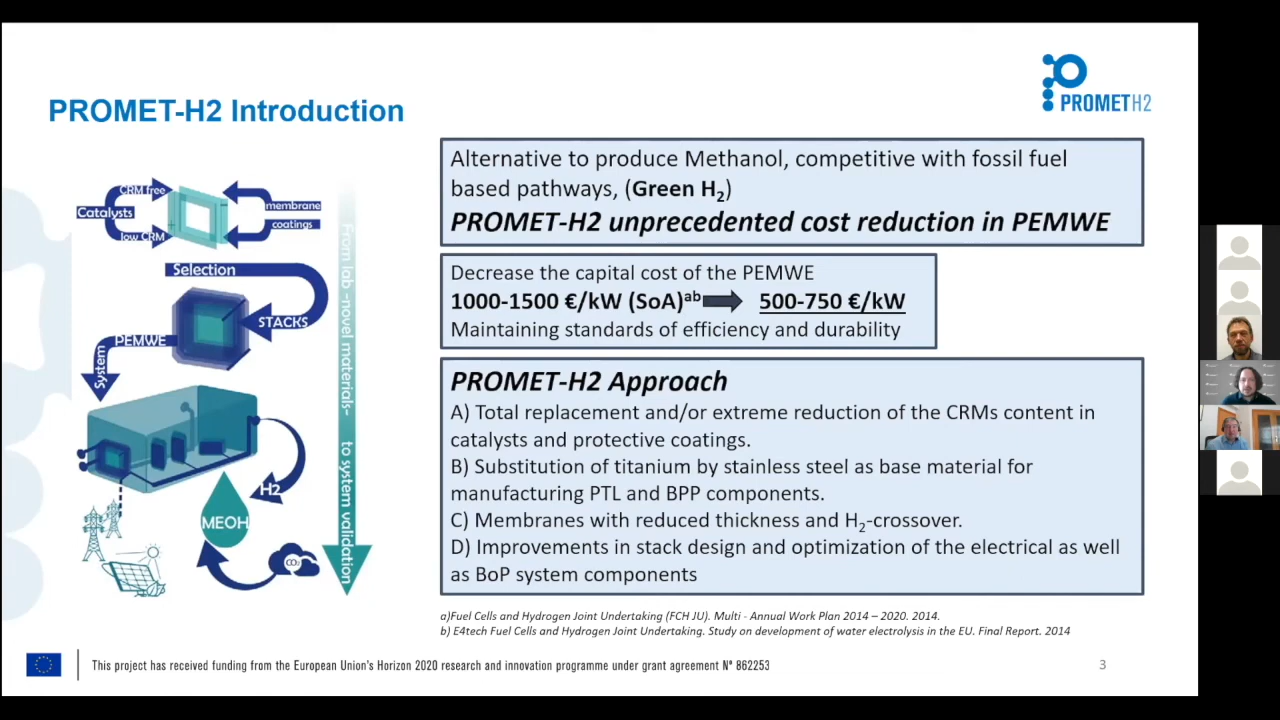 PROMET-H2 Introduction
PROMETH2
CRM free
Catalysts
low CRM
membrane
coatings
Selection
STACKS
PEMWE
System
H2
MEOH
CO₂
From lab -novel materials- to system validation
Alternative to produce Methanol, competitive with fossil fuel
based pathways, (Green H₂)
PROMET-H2 unprecedented cost reduction in PEMWE
Decrease the capital cost of the PEMWE
1000-1500 €/kW (SoA)ᵃᵇ 500-750 €/kW
Maintaining standards of efficiency and durability
PROMET-H2 Approach
A) Total replacement and/or extreme reduction of the CRMs content in
catalysts and protective coatings.
B) Substitution of titanium by stainless steel as base material for
manufacturing PTL and BPP components.
C) Membranes with reduced thickness and H₂-crossover.
D) Improvements in stack design and optimization of the electrical as well
as BoP system components
a)Fuel Cells and Hydrogen Joint Undertaking (FCH JU). Multi - Annual Work Plan 2014 – 2020. 2014.
b) E4tech Fuel Cells and Hydrogen Joint Undertaking. Study on development of water electrolysis in the EU. Final Report. 2014
This project has received funding from the European Union's Horizon 2020 research and innovation programme under grant agreement Nº 862253
3